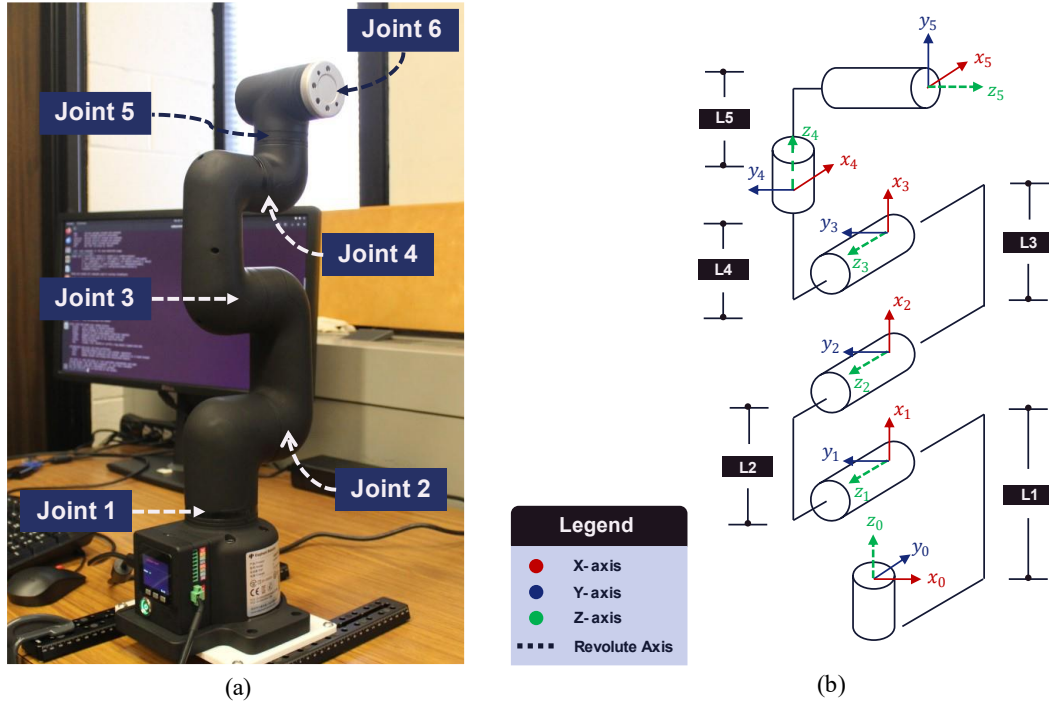 Joint 6
Joint 5
Joint 4
Joint 3
Joint 2
Joint 1
(a)
y5
x5
z5
L5
z4
x4
y4
x3
y3
z3
L4
L3
x2
y2
z2
x1
y1
z1
L2
L1
z0
y0
x0
Legend
X-axis
Y-axis
Z-axis
Revolute Axis
(b)